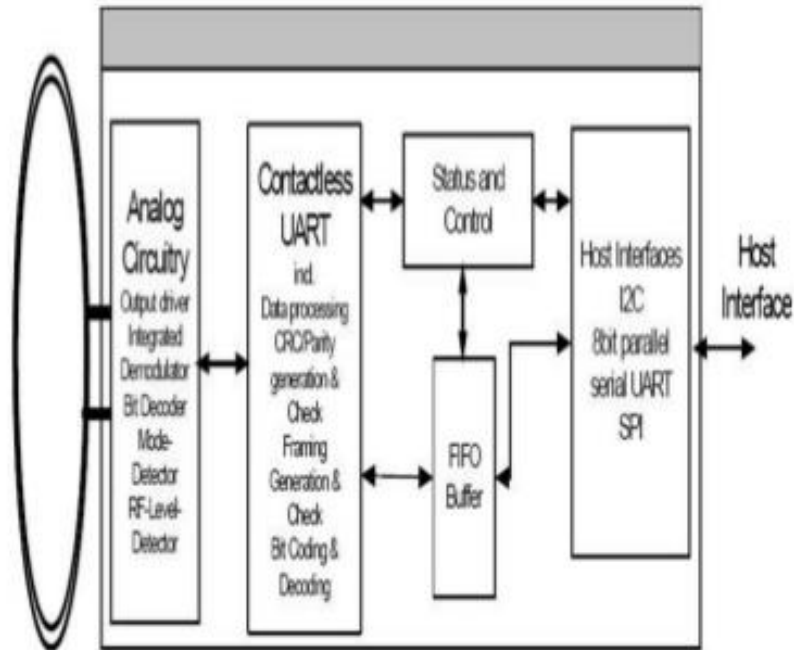 Analog
Circuitry
Output driver
Integrated
Demodulator
Bit Decoder
Mode-
Detector
RF-Level-
Detector
Contactless
UART
incl.
Data processing
CRC/Parity
generation &
Check
Framing
Generation &
Check
Bit Coding &
Decoding
Status and
Control
FIFO
Buffer
Host Interfaces
I2C
8bit parallel
serial UART
SPI
Host
Interface